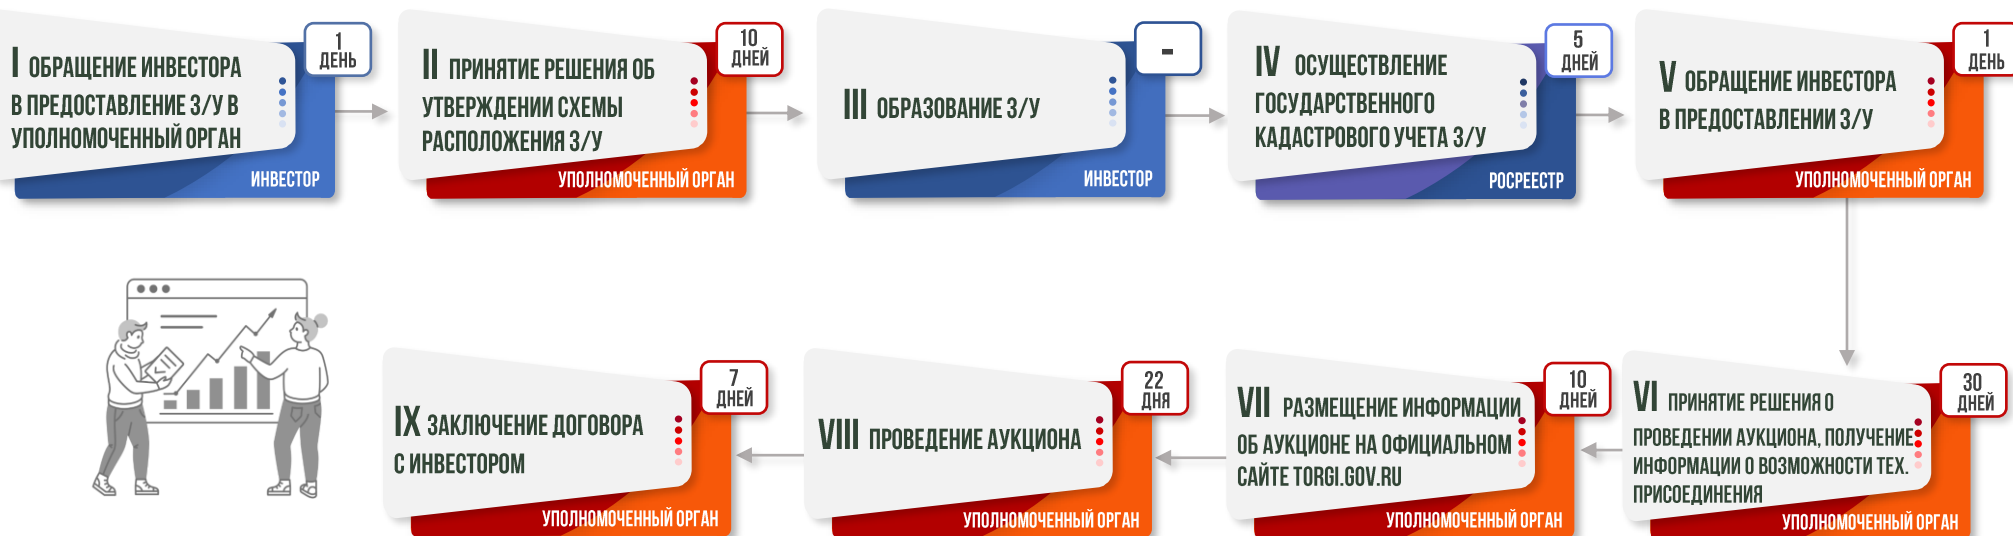 I ОБРАЩЕНИЕ ИНВЕСТОРА
В ПРЕДОСТАВЛЕНИЕ З/У В
УПОЛНОМОЧЕННЫЙ ОРГАН
1
ДЕНЬ
ИНВЕСТОР
II ПРИНЯТИЕ РЕШЕНИЯ ОБ
УТВЕРЖДЕНИИ СХЕМЫ
РАСПОЛОЖЕНИЯ З/У
10
ДНЕЙ
УПОЛНОМОЧЕННЫЙ ОРГАН
III ОБРАЗОВАНИЕ З/У
-
ИНВЕСТОР
IV ОСУЩЕСТВЛЕНИЕ
ГОСУДАРСТВЕННОГО
КАДАСТРОВОГО УЧЕТА З/У
5
ДНЕЙ
РОСРЕЕСТР
V ОБРАЩЕНИЕ ИНВЕСТОРА
В ПРЕДОСТАВЛЕНИИ З/У
1
ДЕНЬ
УПОЛНОМОЧЕННЫЙ ОРГАН
VI ПРИНЯТИЕ РЕШЕНИЯ О
ПРОВЕДЕНИИ АУКЦИОНА, ПОЛУЧЕНИЕ
ИНФОРМАЦИИ О ВОЗМОЖНОСТИ ТЕХ.
ПРИСОЕДИНЕНИЯ
30
ДНЕЙ
УПОЛНОМОЧЕННЫЙ ОРГАН
VII РАЗМЕЩЕНИЕ ИНФОРМАЦИИ
ОБ АУКЦИОНЕ НА ОФИЦИАЛЬНОМ
САЙТЕ TORGI.GOV.RU
10
ДНЕЙ
УПОЛНОМОЧЕННЫЙ ОРГАН
VIII ПРОВЕДЕНИЕ АУКЦИОНА
22
ДНЯ
УПОЛНОМОЧЕННЫЙ ОРГАН
IX ЗАКЛЮЧЕНИЕ ДОГОВОРА
С ИНВЕСТОРОМ
7
ДНЕЙ
УПОЛНОМОЧЕННЫЙ ОРГАН